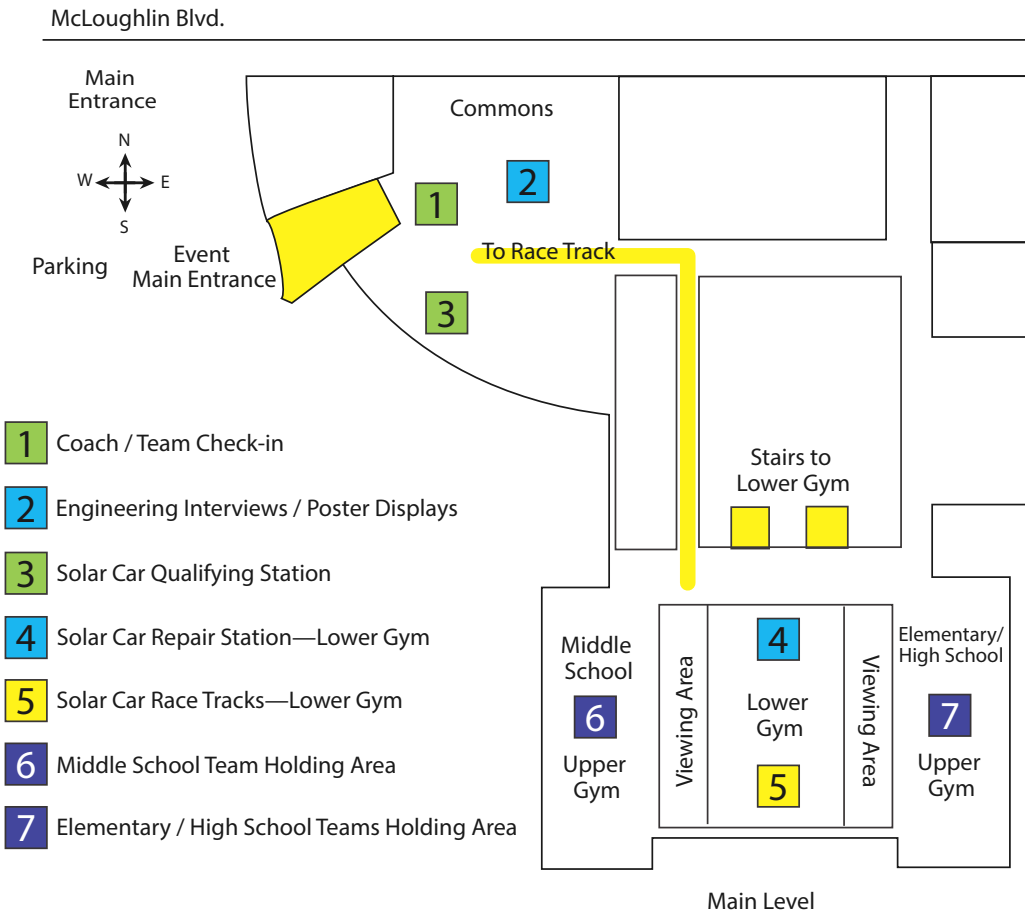 McLoughlin Blvd.
Main
Entrance
N
W E
S
Parking
Event
Main Entrance
Commons
2
1
To Race Track
3
1 Coach / Team Check-in
2 Engineering Interviews / Poster Displays
3 Solar Car Qualifying Station
4 Solar Car Repair Station—Lower Gym
5 Solar Car Race Tracks—Lower Gym
6 Middle School Team Holding Area
7 Elementary / High School Teams Holding Area
Stairs to
Lower Gym
Middle
School
6
Upper
Gym
Viewing Area
4
Lower
Gym
5
Viewing Area
Elementary/
High School
7
Upper
Gym
Main Level